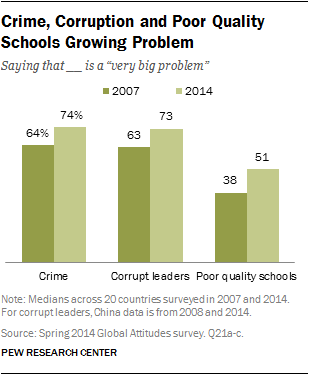 Crime, Corruption and Poor Quality
Schools Growing Problem
Saying that __ is a “very big problem”
2007 2014
64% 74% 63 73 38 51
Crime Corrupt leaders Poor quality schools
Note: Medians across 20 countries surveyed in 2007 and 2014.
For corrupt leaders, China data is from 2008 and 2014.
Source: Spring 2014 Global Attitudes survey. Q21a-c.
PEW RESEARCH CENTER